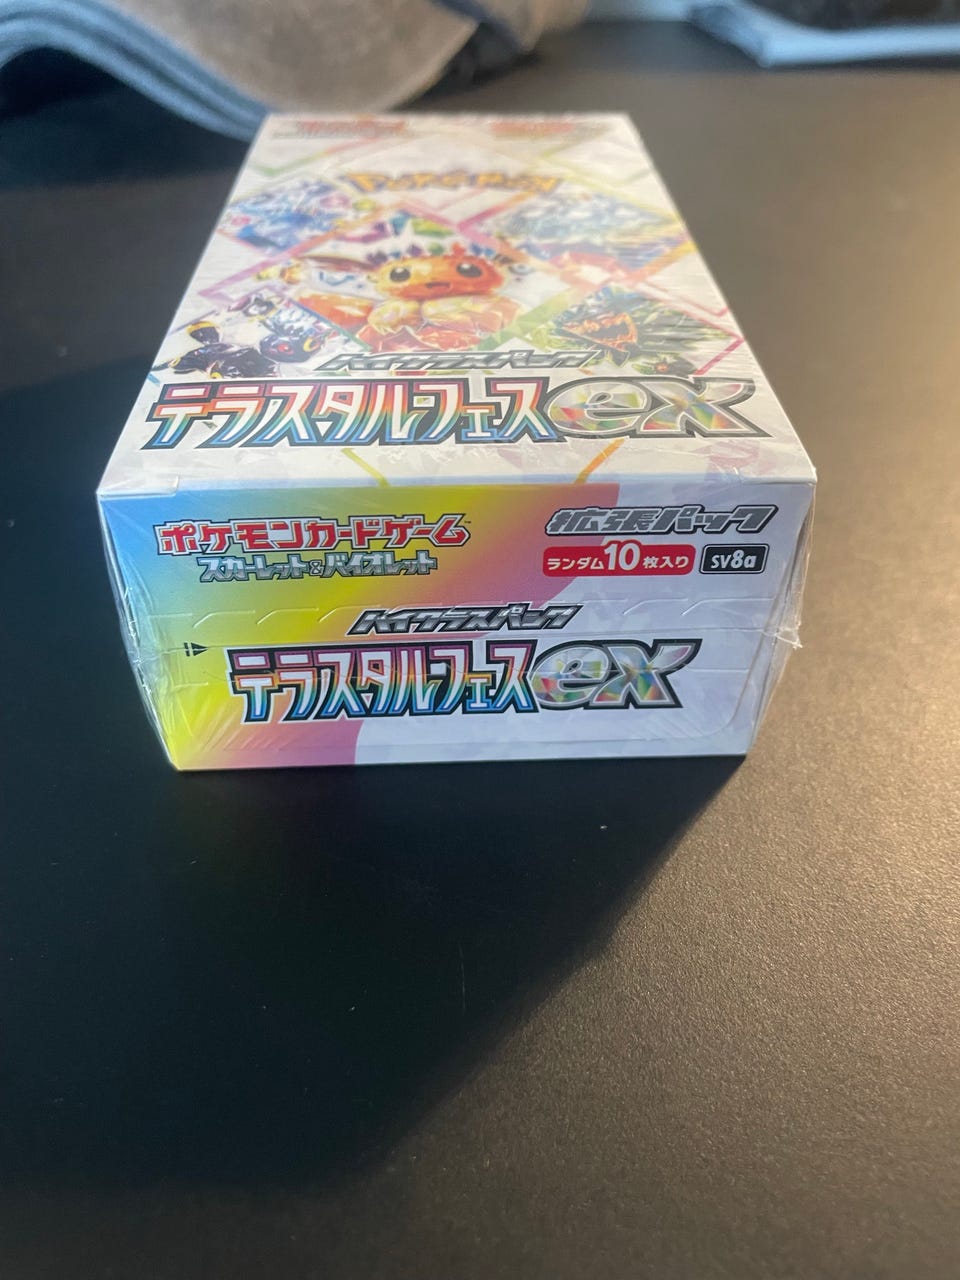 Pokémon
ハイクラスパック
テラスタルフェスex
ポケモンカードゲーム™
スカーレット&バイオレット
拡張パック
ランダム10枚入り
SV8a
ハイクラスパック
テラスタルフェスex